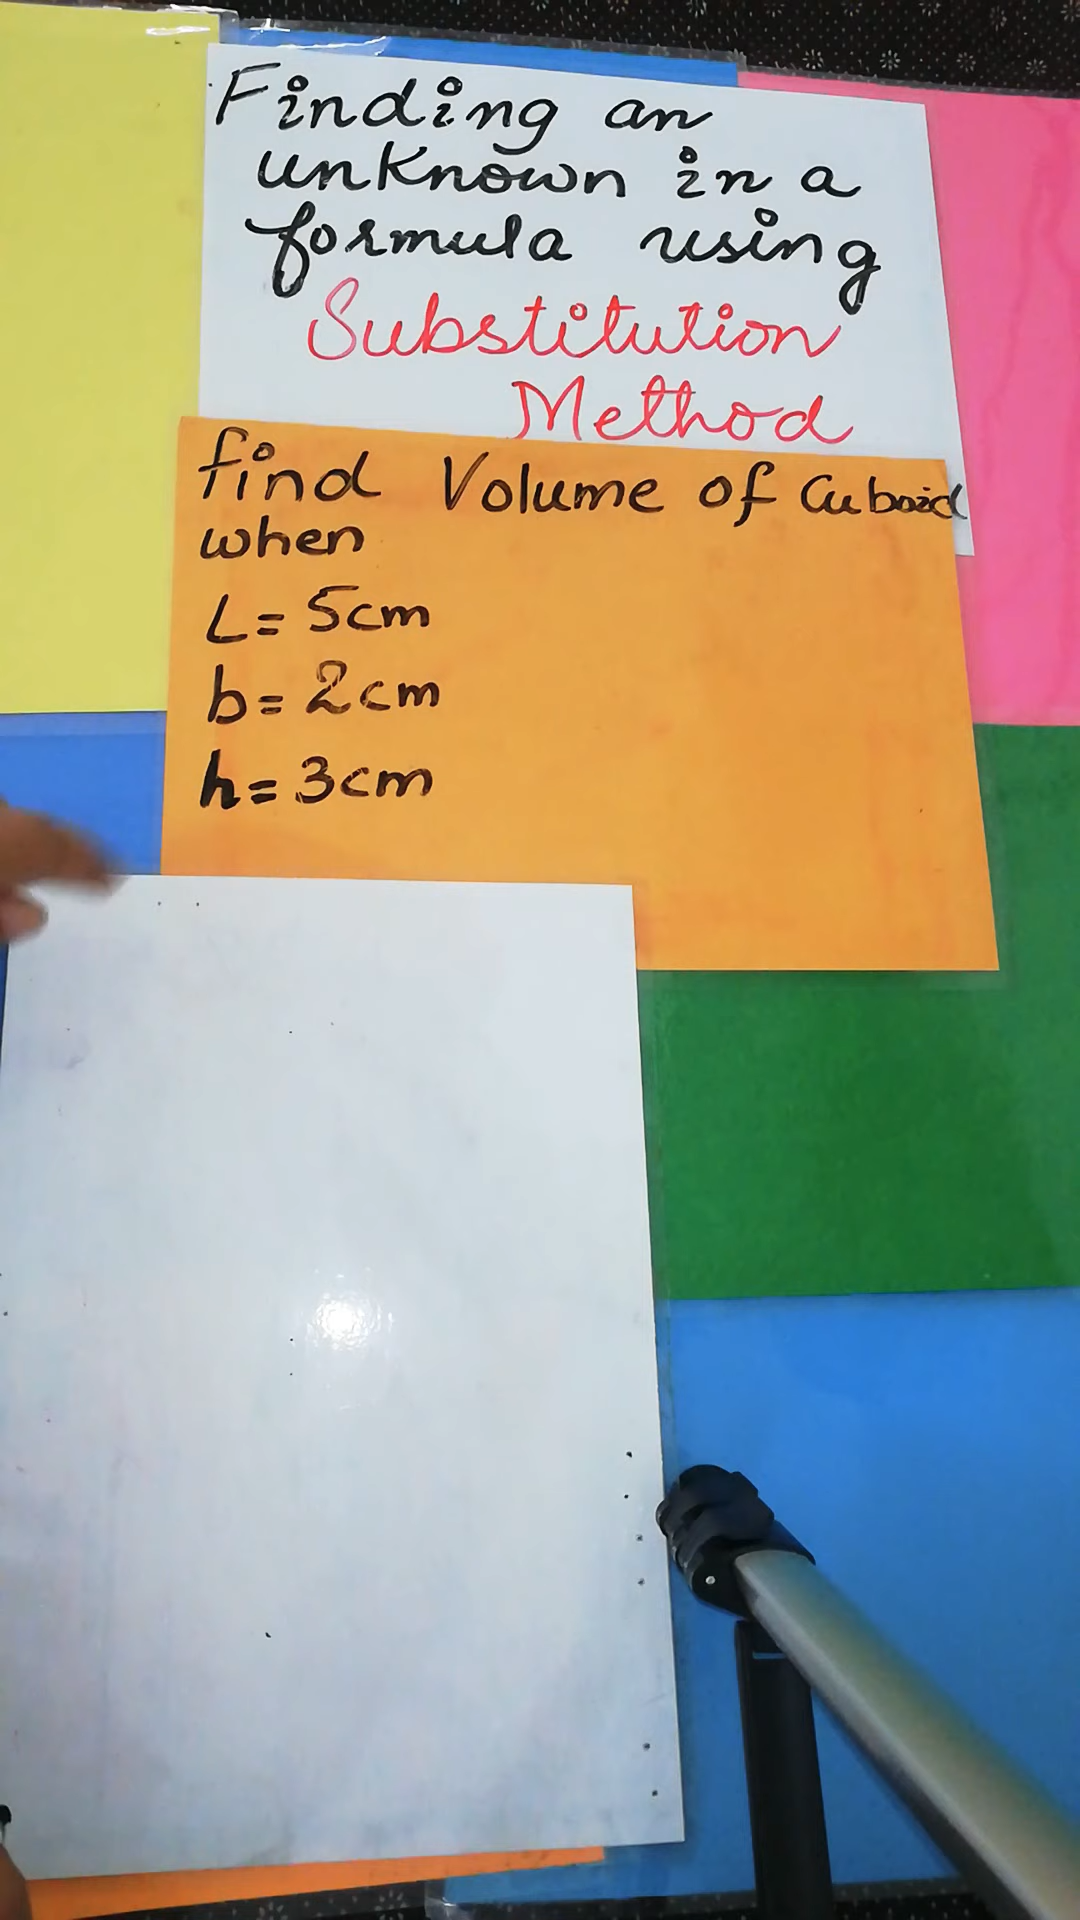 Finding an
unknown in a
formula using
Substitution
Method
find Volume of Cuboid
when
L= 5cm
b= 2cm
h= 3cm